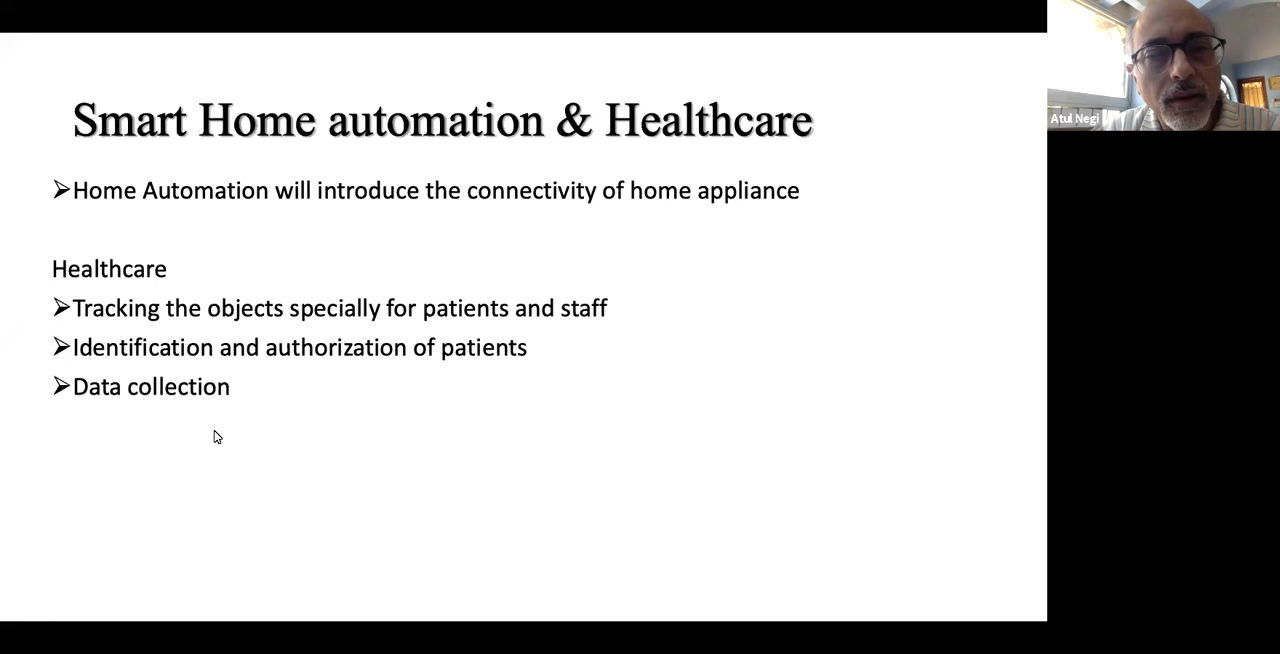 Smart Home automation & Healthcare
➢Home Automation will introduce the connectivity of home appliance
Healthcare
➢Tracking the objects specially for patients and staff
➢Identification and authorization of patients
➢Data collection
Atul Negi